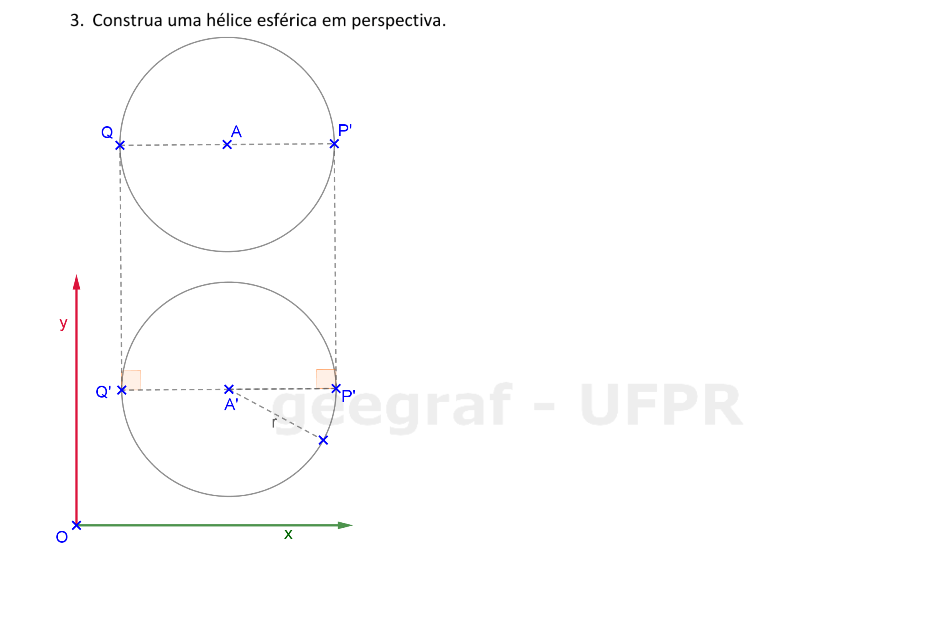 3. Construa uma hélice esférica em perspectiva.
Q
A
P'
y
Q'
A'
P'
r
geegraf - UFPR
O
x